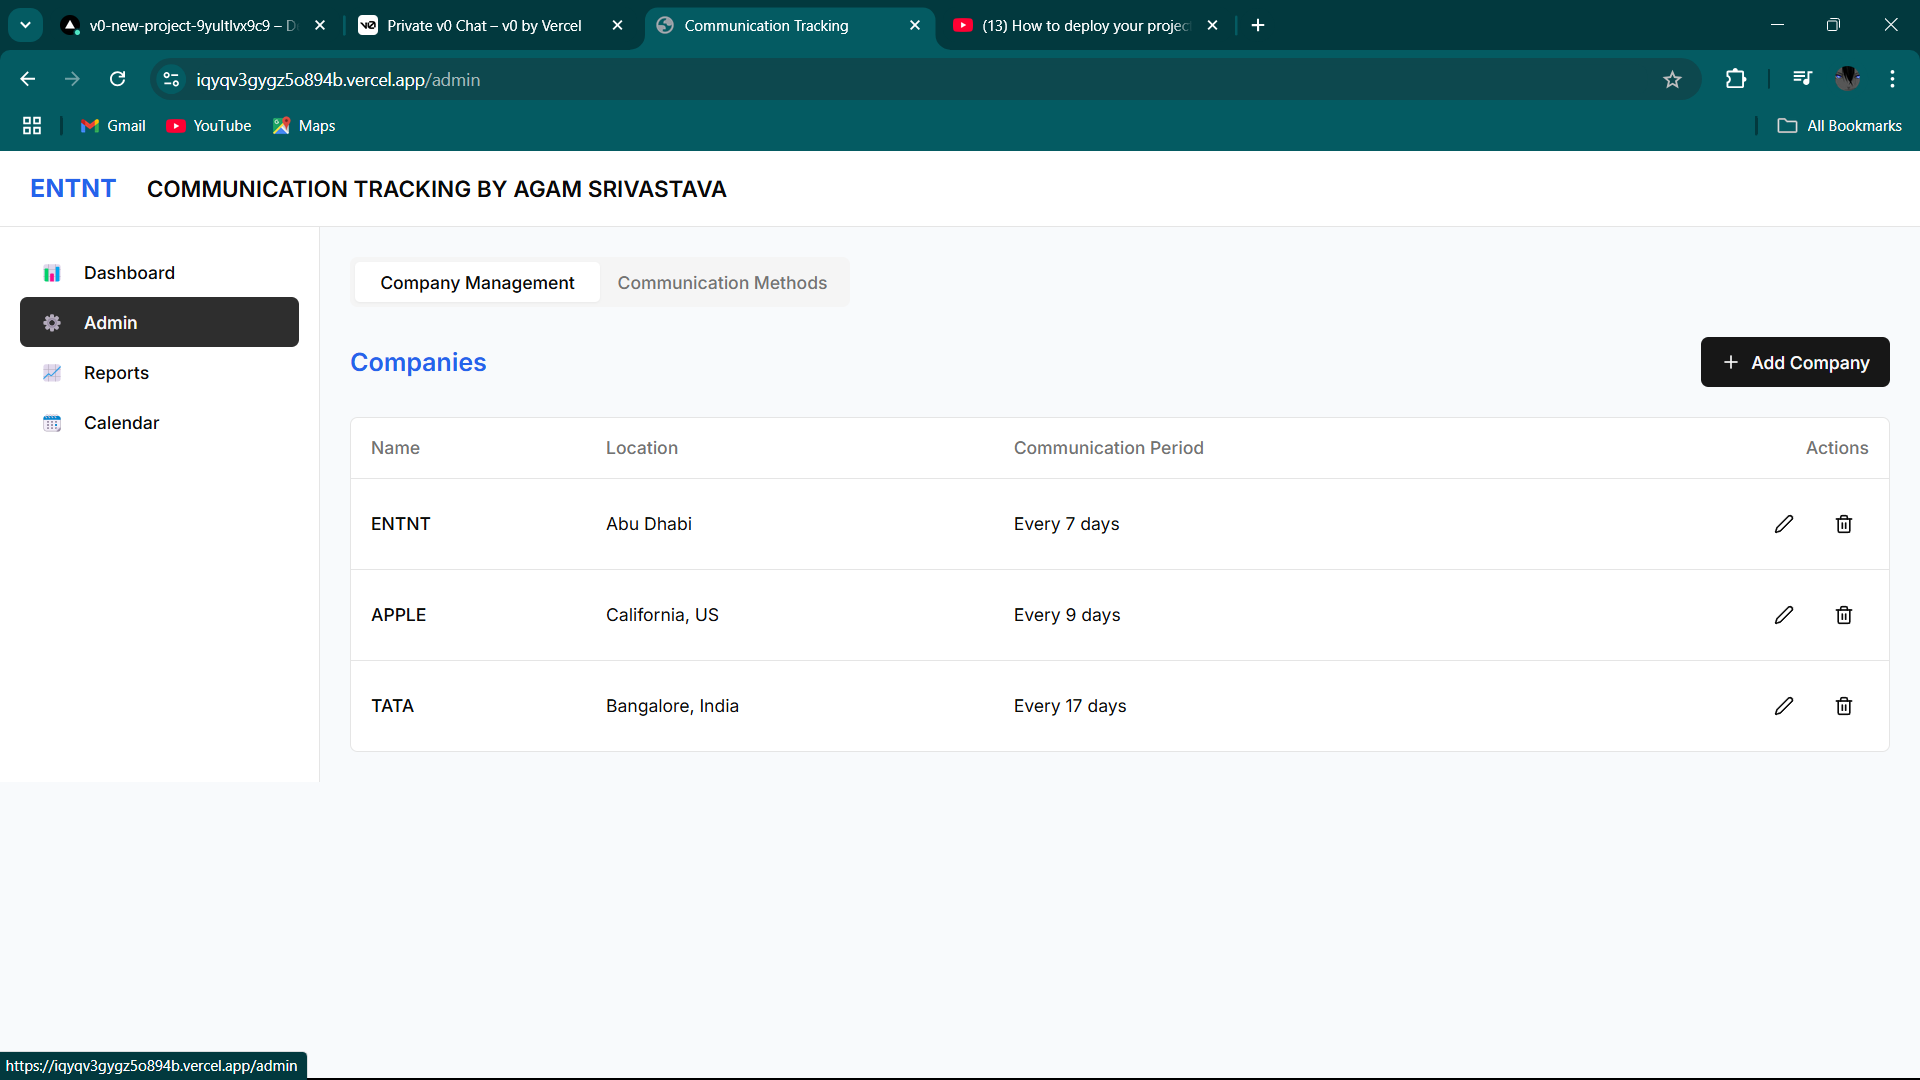 v0-new-project-9yultlvx9c9 – D
Private v0 Chat – v0 by Vercel
Communication Tracking
(13) How to deploy your projec
iqyqv3gygz5o894b.vercel.app/admin
Gmail
YouTube
Maps
All Bookmarks
ENTNT
COMMUNICATION TRACKING BY AGAM SRIVASTAVA
Dashboard
Admin
Reports
Calendar
Company Management
Communication Methods
Companies
Add Company
Name Location Communication Period Actions
ENTNT Abu Dhabi Every 7 days
APPLE California, US Every 9 days
TATA Bangalore, India Every 17 days
https://iqyqv3gygz5o894b.vercel.app/admin